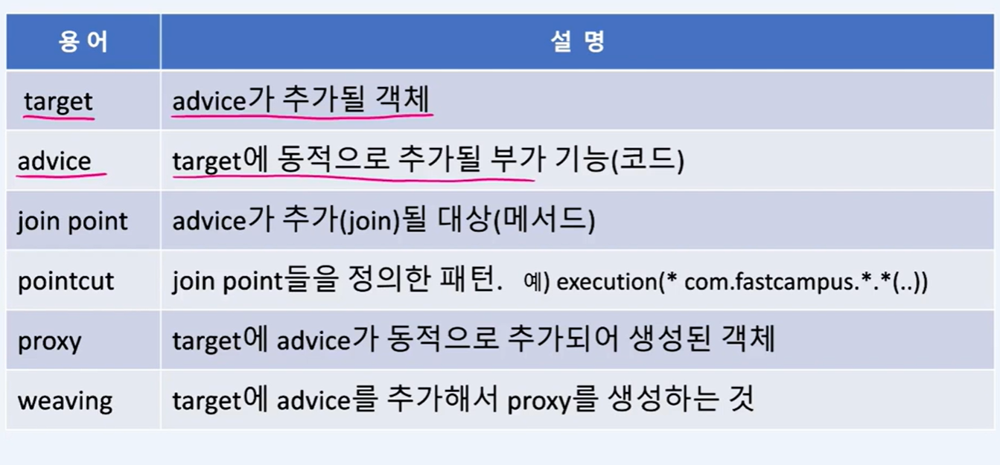 용 어 설 명
target advice가 추가될 객체
advice target에 동적으로 추가될 부가 기능(코드)
join point advice가 추가(join)될 대상(메서드)
pointcut join point들을 정의한 패턴. 예) execution(* com.fastcampus.*.*(..))
proxy target에 advice가 동적으로 추가되어 생성된 객체
weaving target에 advice를 추가해서 proxy를 생성하는 것